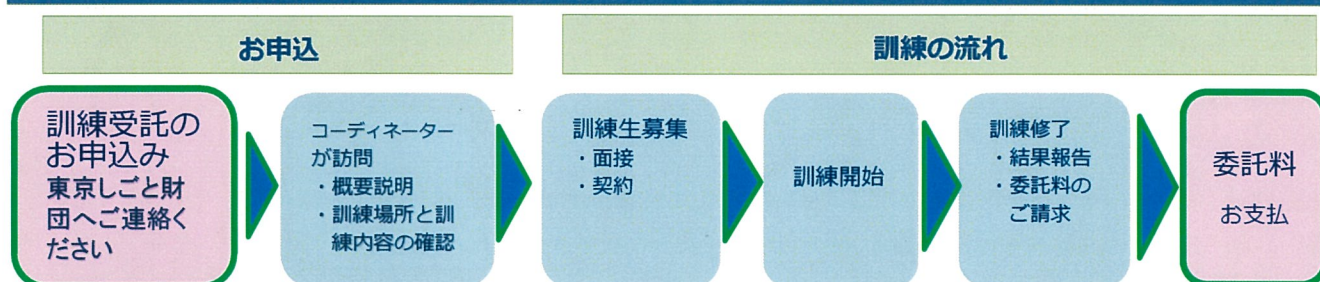 お申込
訓練の流れ
訓練受託の
お申込み
東京しごと財
団へご連絡く
ださい
コーディネーター
が訪問
・概要説明
・訓練場所と訓
練内容の確認
訓練生募集
・面接
・契約
訓練開始
訓練修了
・結果報告
・委託料の
ご請求
委託料
お支払